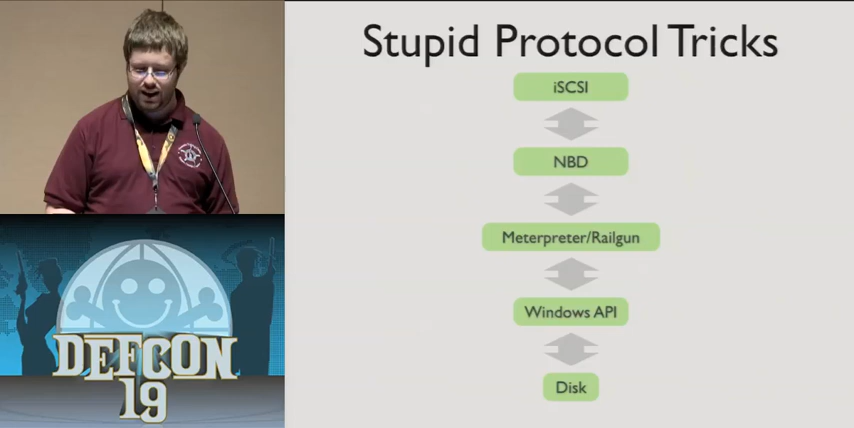 Stupid Protocol Tricks
iSCSI
NBD
Meterpreter/Railgun
Windows API
Disk
DEFCON
19